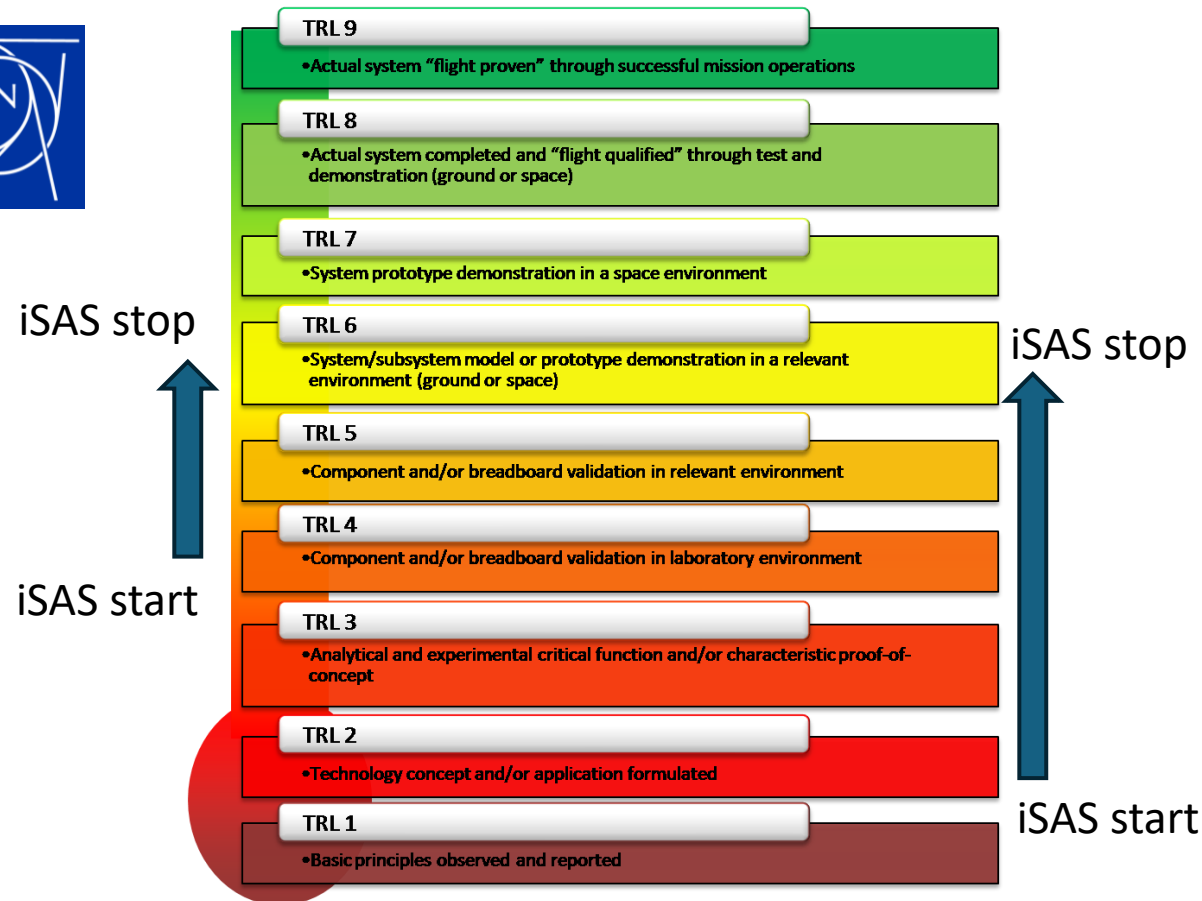 N
TRL 9
•Actual system “flight proven” through successful mission operations
TRL 8
•Actual system completed and “flight qualified” through test and
demonstration (ground or space)
TRL 7
•System prototype demonstration in a space environment
iSAS stop
TRL 6
•System/subsystem model or prototype demonstration in a relevant
environment (ground or space)
iSAS stop
TRL 5
•Component and/or breadboard validation in relevant environment
TRL 4
•Component and/or breadboard validation in laboratory environment
iSAS start
TRL 3
•Analytical and experimental critical function and/or characteristic proof-of-
concept
TRL 2
•Technology concept and/or application formulated
iSAS start
TRL 1
•Basic principles observed and reported